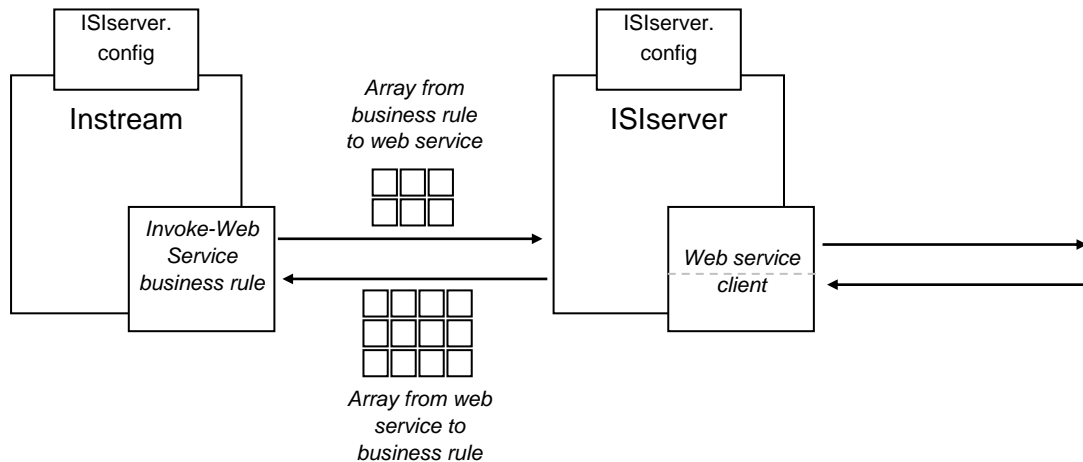 ISIserver.
config
Instream
Invoke-Web
Service
business rule
Array from
business rule
to web service
Array from web
service to
business rule
ISIserver.
config
ISIserver
Web service
client